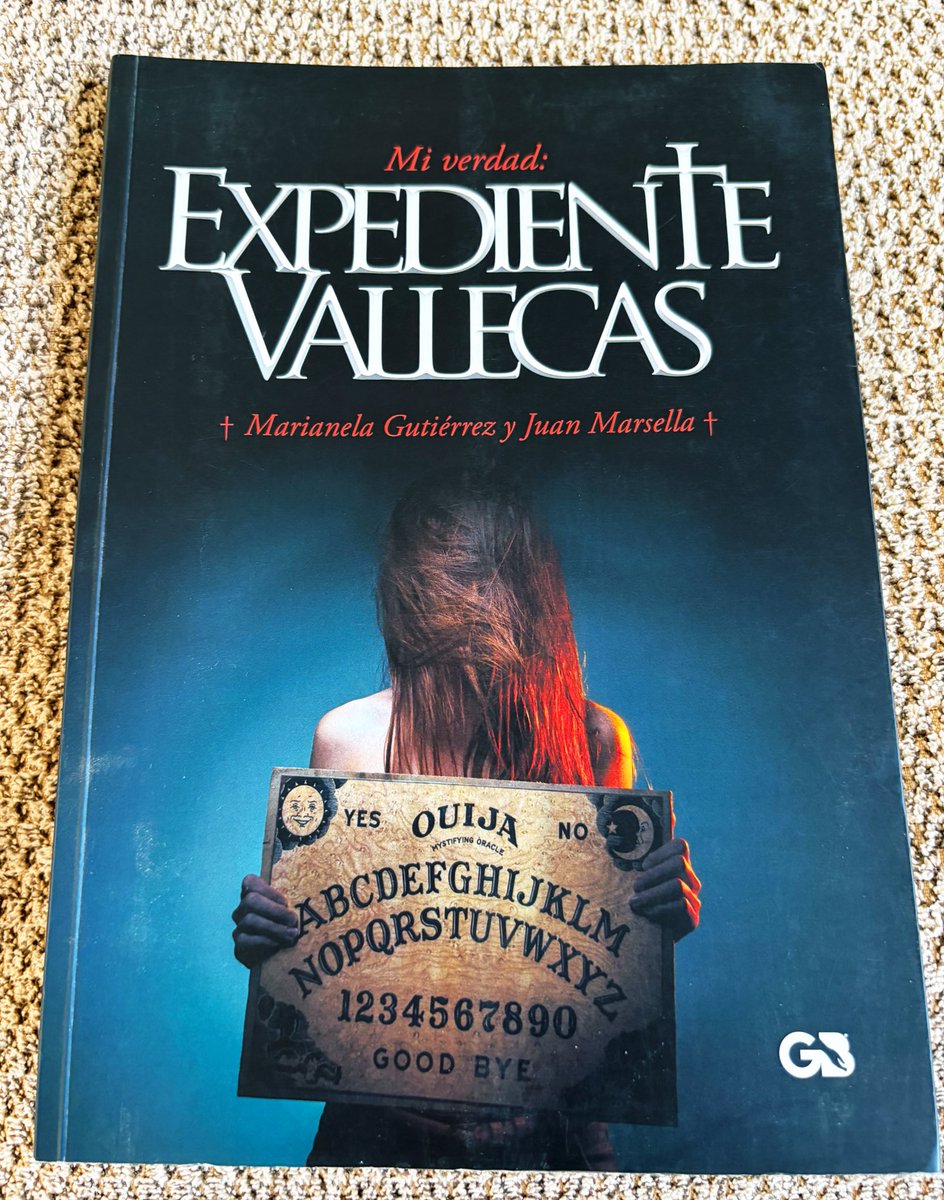 Mi verdad:
EXPEDIENTE
VALLECAS
† Marianela Gutiérrez y Juan Marsella †
YES OUIJA NO
MYSTIFYING ORACLE
ABCDEFGHIJKLM
NOPQRSTUVWXYZ
1234567890
GOOD BYE
GB